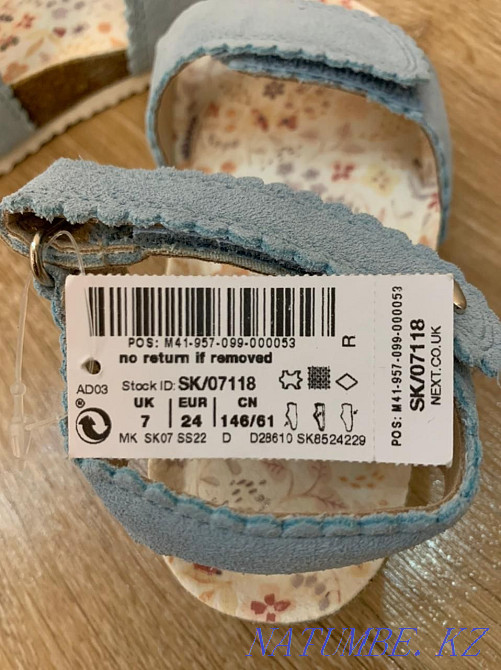 POS: M41-957-099-000053
no return if removed
R
AD03
Stock ID: SK/07118
UK EUR CN
7 24 146/61
®
MK SK07 SS22 D D28610 SK8524229
POS: M41-957-099-000053
SK/07118
NEXT.CO.UK
NATUMBE. KZ